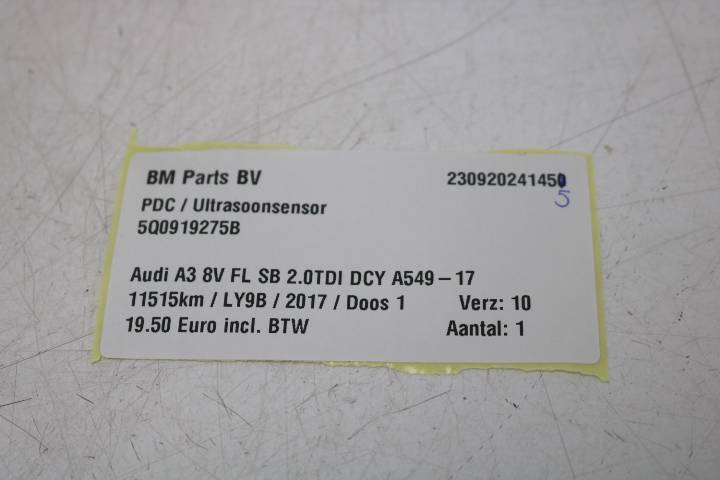 BM Parts BV 230920241450
5
PDC / Ultrasoonsensor
5Q0919275B
Audi A3 8V FL SB 2.0TDI DCY A549-17
11515km / LY9B / 2017 / Doos 1 Verz: 10
19.50 Euro incl. BTW Aantal: 1